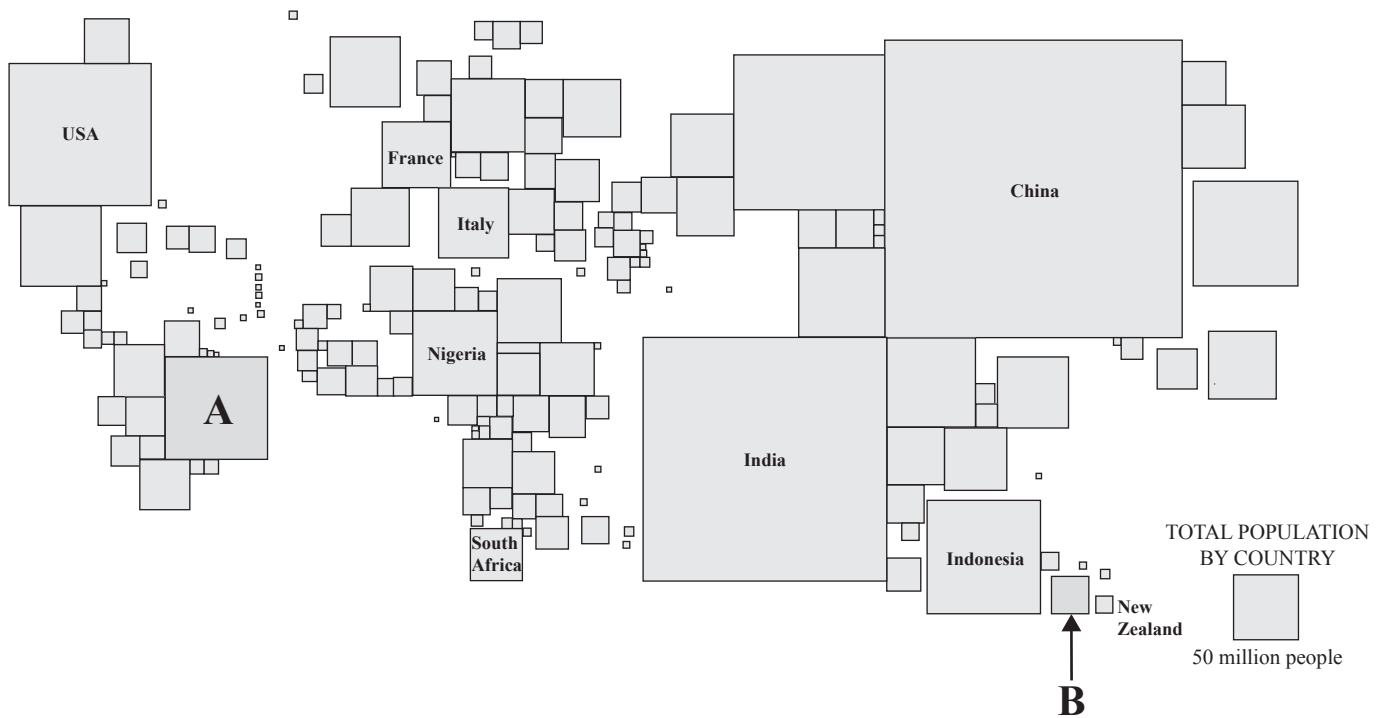 USA
France
China
Italy
Nigeria
A
India
South
Africa
Indonesia
New
Zealand
B
TOTAL POPULATION
BY COUNTRY
50 million people